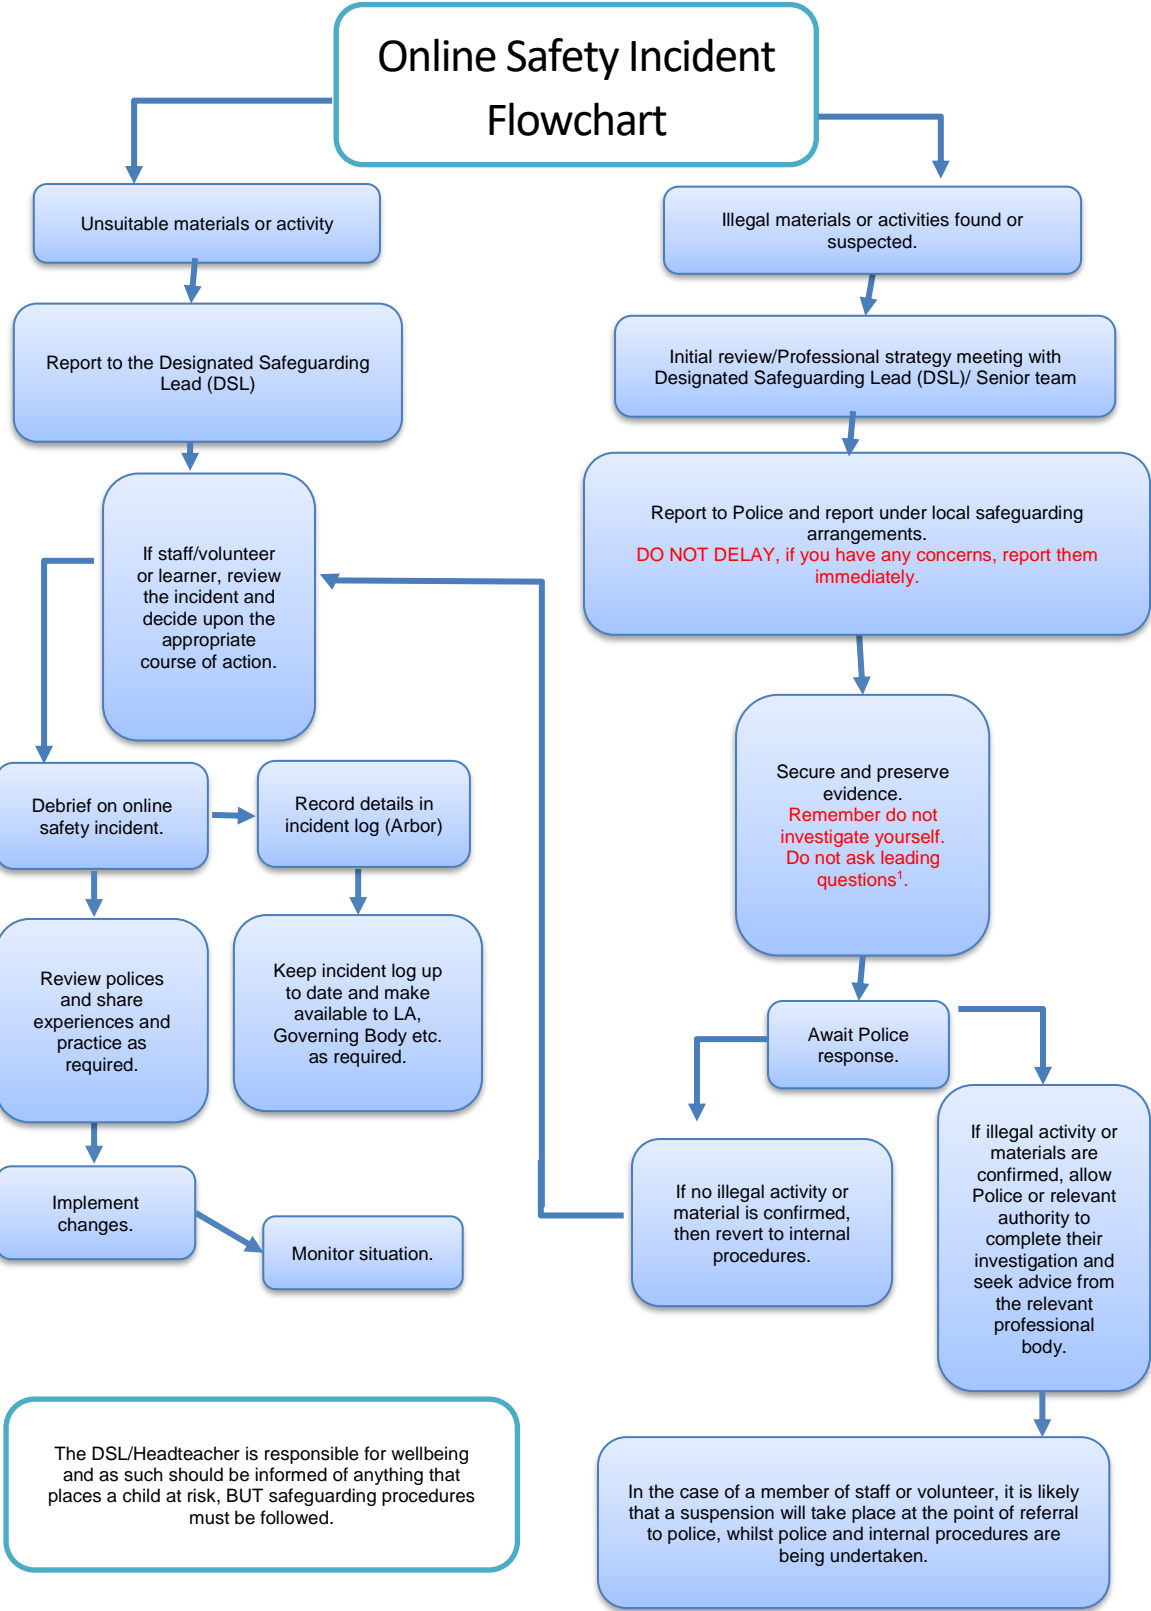 Online Safety Incident
Flowchart
Unsuitable materials or activity
Illegal materials or activities found or
suspected.
Report to the Designated Safeguarding
Lead (DSL)
Initial review/Professional strategy meeting with
Designated Safeguarding Lead (DSL)/ Senior team
Report to Police and report under local safeguarding
arrangements.
DO NOT DELAY, if you have any concerns, report them
immediately.
If staff/volunteer
or learner, review
the incident and
decide upon the
appropriate
course of action.
Secure and preserve
evidence.
Remember do not
investigate yourself.
Do not ask leading
questions¹.
Debrief on online
safety incident.
Record details in
incident log (Arbor)
Review polices
and share
experiences and
practice as
required.
Keep incident log up
to date and make
available to LA,
Governing Body etc.
as required.
Await Police
response.
If no illegal activity or
material is confirmed,
then revert to internal
procedures.
If illegal activity or
materials are
confirmed, allow
Police or relevant
authority to
complete their
investigation and
seek advice from
the relevant
professional
body.
Implement
changes.
Monitor situation.
The DSL/Headteacher is responsible for wellbeing
and as such should be informed of anything that
places a child at risk, BUT safeguarding procedures
must be followed.
In the case of a member of staff or volunteer, it is likely
that a suspension will take place at the point of referral
to police, whilst police and internal procedures are
being undertaken.